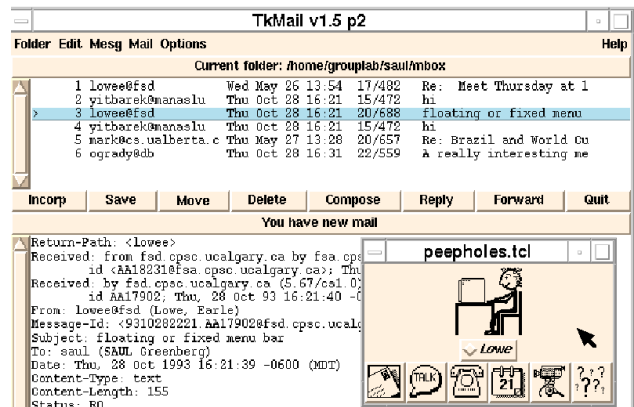 TkMail v1.5 p2
Folder Edit Mesg Mail Options Help
Current folder: /home/grouplab/saul/mbox
1 lowee@fsd Wed May 26 13:54 17/482 Re: Meet Thursday at 1
2 yitbarek@manaslu Thu Oct 28 16:21 15/472 hi
> 3 lowee@fsd Thu Oct 28 16:21 20/688 floating or fixed menu
4 yitbarek@manaslu Thu Oct 28 16:21 15/472 hi
5 mark@cs.ualberta.c Thu May 27 13:28 20/657 Re: Brazil and World Cu
6 ogrady@db Thu Oct 28 16:31 22/559 A really interesting me
Incorp Save Move Delete Compose Reply Forward Quit
You have new mail
Return-Path: <lowee>
Received: from fsd.cpsc.ucalgary.ca by fsa.cps
id <AA18231@fsa.cpsc.ucalgary.ca>; Thu
Received: by fsd.cpsc.ucalgary.ca (5.67/cs1.0)
id AA17902; Thu, 28 Oct 93 16:21:40 -0
From: lowee@fsd (Lowe, Earle)
Message-Id: <9310282221.AA17902@fsd.cpsc.ucalg
Subject: floating or fixed menu bar
To: saul (SAUL Greenberg)
Date: Thu, 28 Oct 1993 16:21:39 -0600 (MDT)
Content-Type: text
Content-Length: 155
Status: RO
peepholes.tcl
Lowe
TALK
21
? ? ?
? ? ?